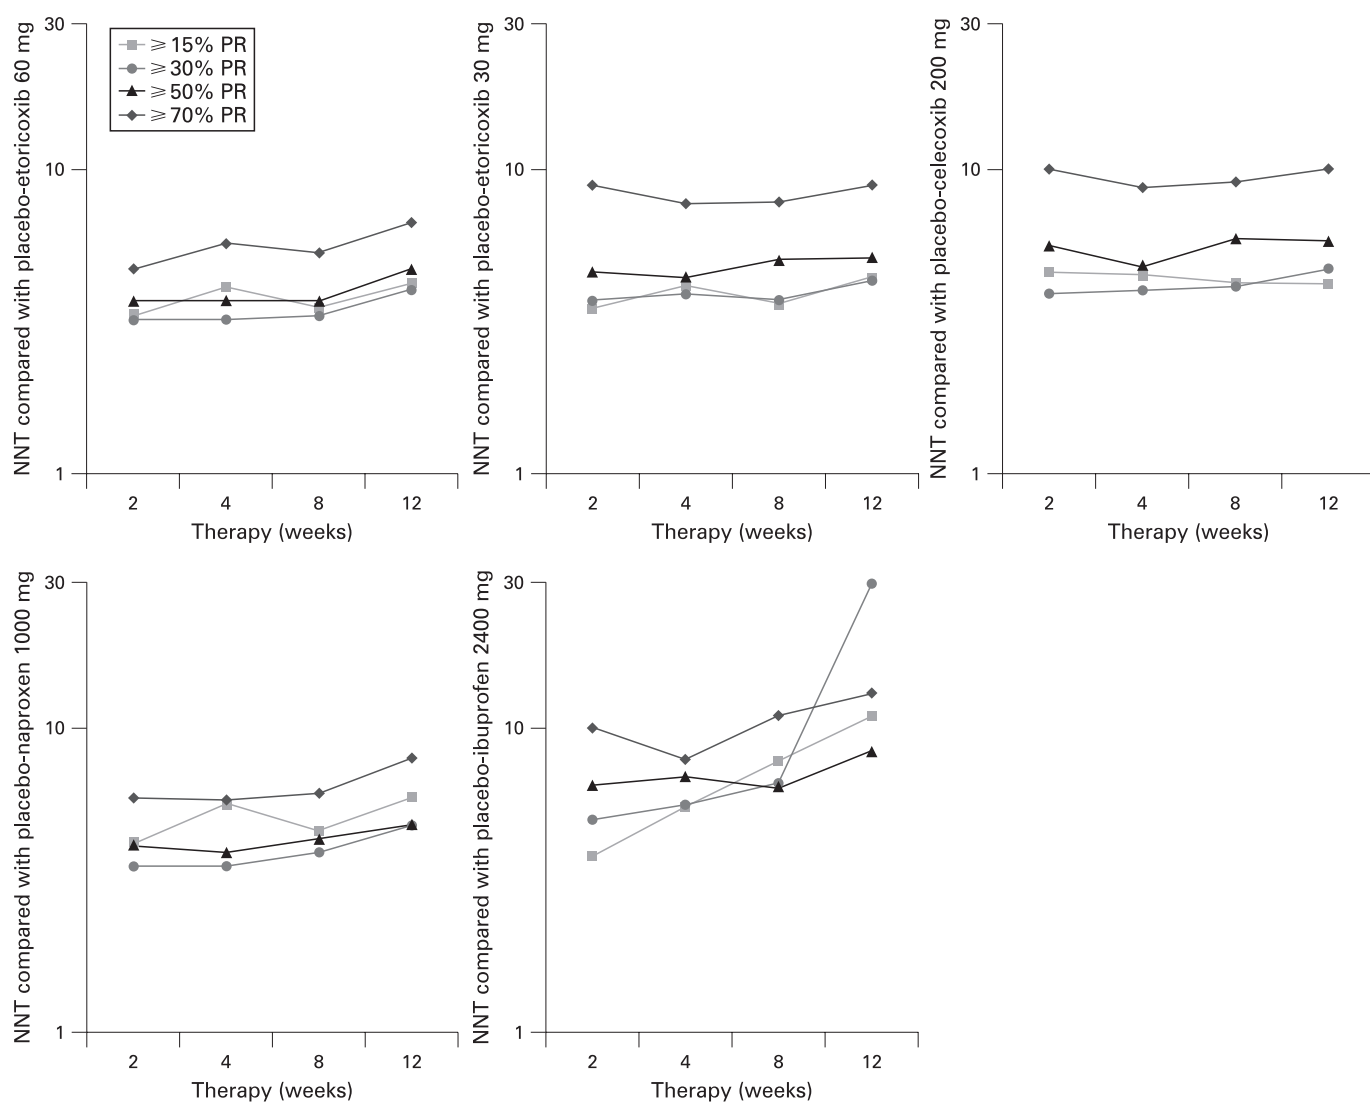 NNT compared with placebo-etoricoxib 60 mg
30
10
1
⩾ 15% PR
⩾ 30% PR
⩾ 50% PR
⩾ 70% PR
2 4 8 12
Therapy (weeks)
NNT compared with placebo-etoricoxib 30 mg
30
10
1
2 4 8 12
Therapy (weeks)
NNT compared with placebo-celecoxib 200 mg
30
10
1
2 4 8 12
Therapy (weeks)
NNT compared with placebo-naproxen 1000 mg
30
10
1
2 4 8 12
Therapy (weeks)
NNT compared with placebo-ibuprofen 2400 mg
30
10
1
2 4 8 12
Therapy (weeks)